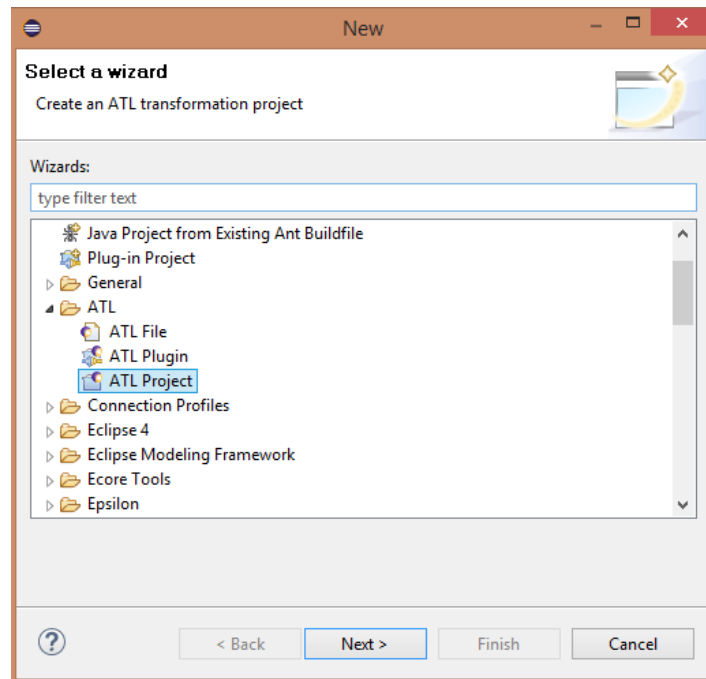 New
Select a wizard
Create an ATL transformation project
Wizards:
type filter text
Java Project from Existing Ant Buildfile
Plug-in Project
General
ATL
ATL File
ATL Plugin
ATL Project
Connection Profiles
Eclipse 4
Eclipse Modeling Framework
Ecore Tools
Epsilon
? < Back Next > Finish Cancel